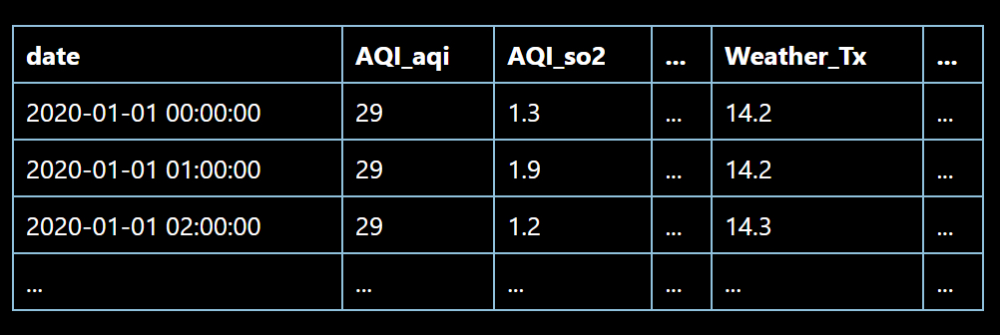 date AQI_aqi AQI_so2 ... Weather_Tx ...
2020-01-01 00:00:00 29 1.3 ... 14.2 ...
2020-01-01 01:00:00 29 1.9 ... 14.2 ...
2020-01-01 02:00:00 29 1.2 ... 14.3 ...
... ... ... ... ... ...